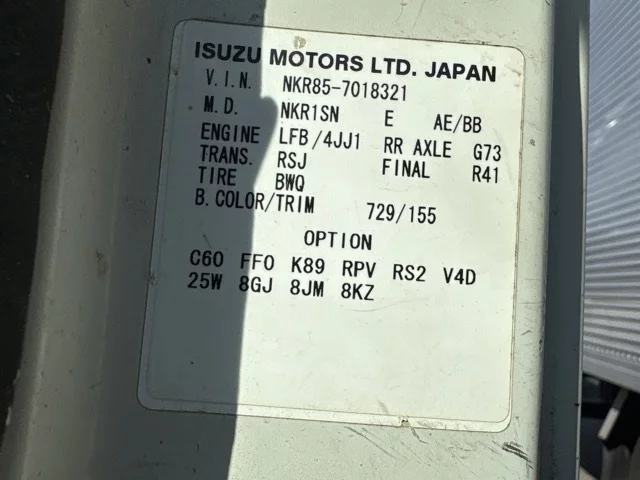 ISUZU MOTORS LTD. JAPAN
V.I.N. NKR85-7018321
M.D. NKR1SN E AE/BB
ENGINE LFB/4JJ1 RR AXLE G73
TRANS. RSJ FINAL R41
TIRE BWQ
B.COLOR/TRIM 729/155
OPTION
C60 FF0 K89 RPV RS2 V4D
25W 8GJ 8JM 8KZ